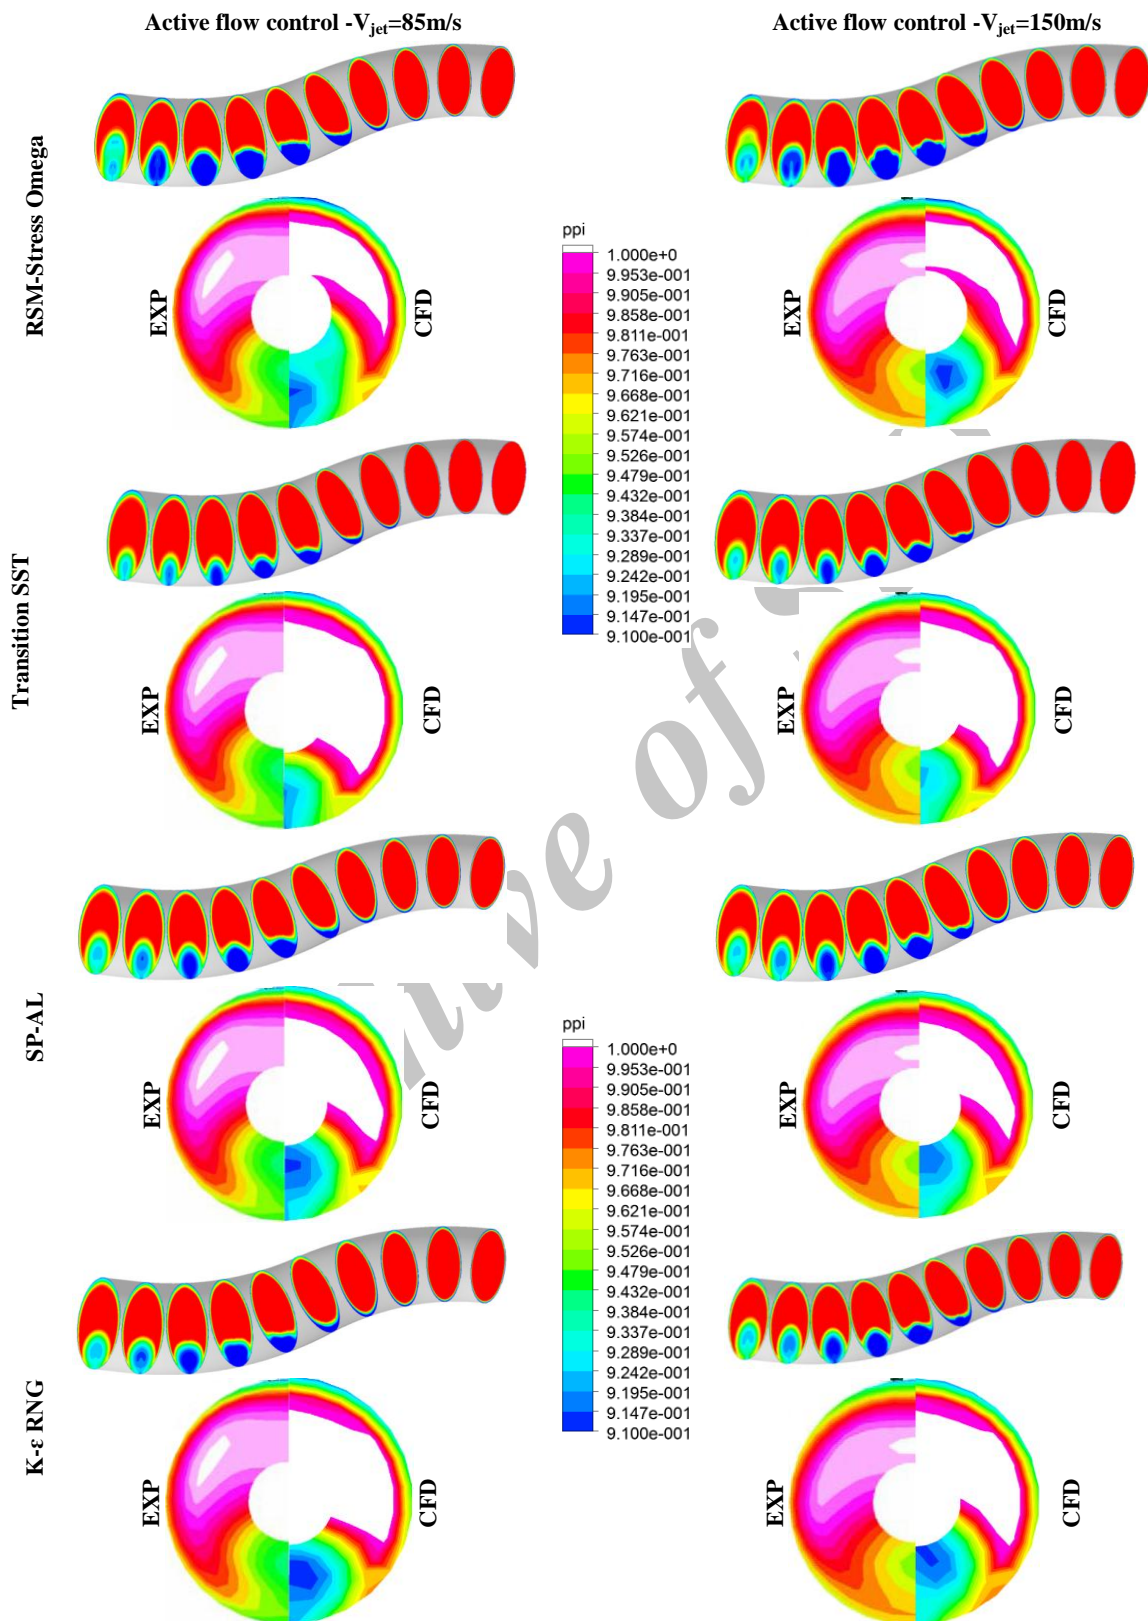 Active flow control -Vjet=85m/s
Active flow control -Vjet=150m/s
RSM-Stress Omega
EXP
CFD
ppi
1.000e+0
9.953e-001
9.905e-001
9.858e-001
9.811e-001
9.763e-001
9.716e-001
9.668e-001
9.621e-001
9.574e-001
9.526e-001
9.479e-001
9.432e-001
9.384e-001
9.337e-001
9.289e-001
9.242e-001
9.195e-001
9.147e-001
9.100e-001
EXP
CFD
Transition SST
EXP
CFD
EXP
CFD
ive of
SP-AL
EXP
CFD
ppi
1.000e+0
9.953e-001
9.905e-001
9.858e-001
9.811e-001
9.763e-001
9.716e-001
9.668e-001
9.621e-001
9.574e-001
9.526e-001
9.479e-001
9.432e-001
9.384e-001
9.337e-001
9.289e-001
9.242e-001
9.195e-001
9.147e-001
9.100e-001
EXP
CFD
K-ε RNG
EXP
CFD
EXP
CFD